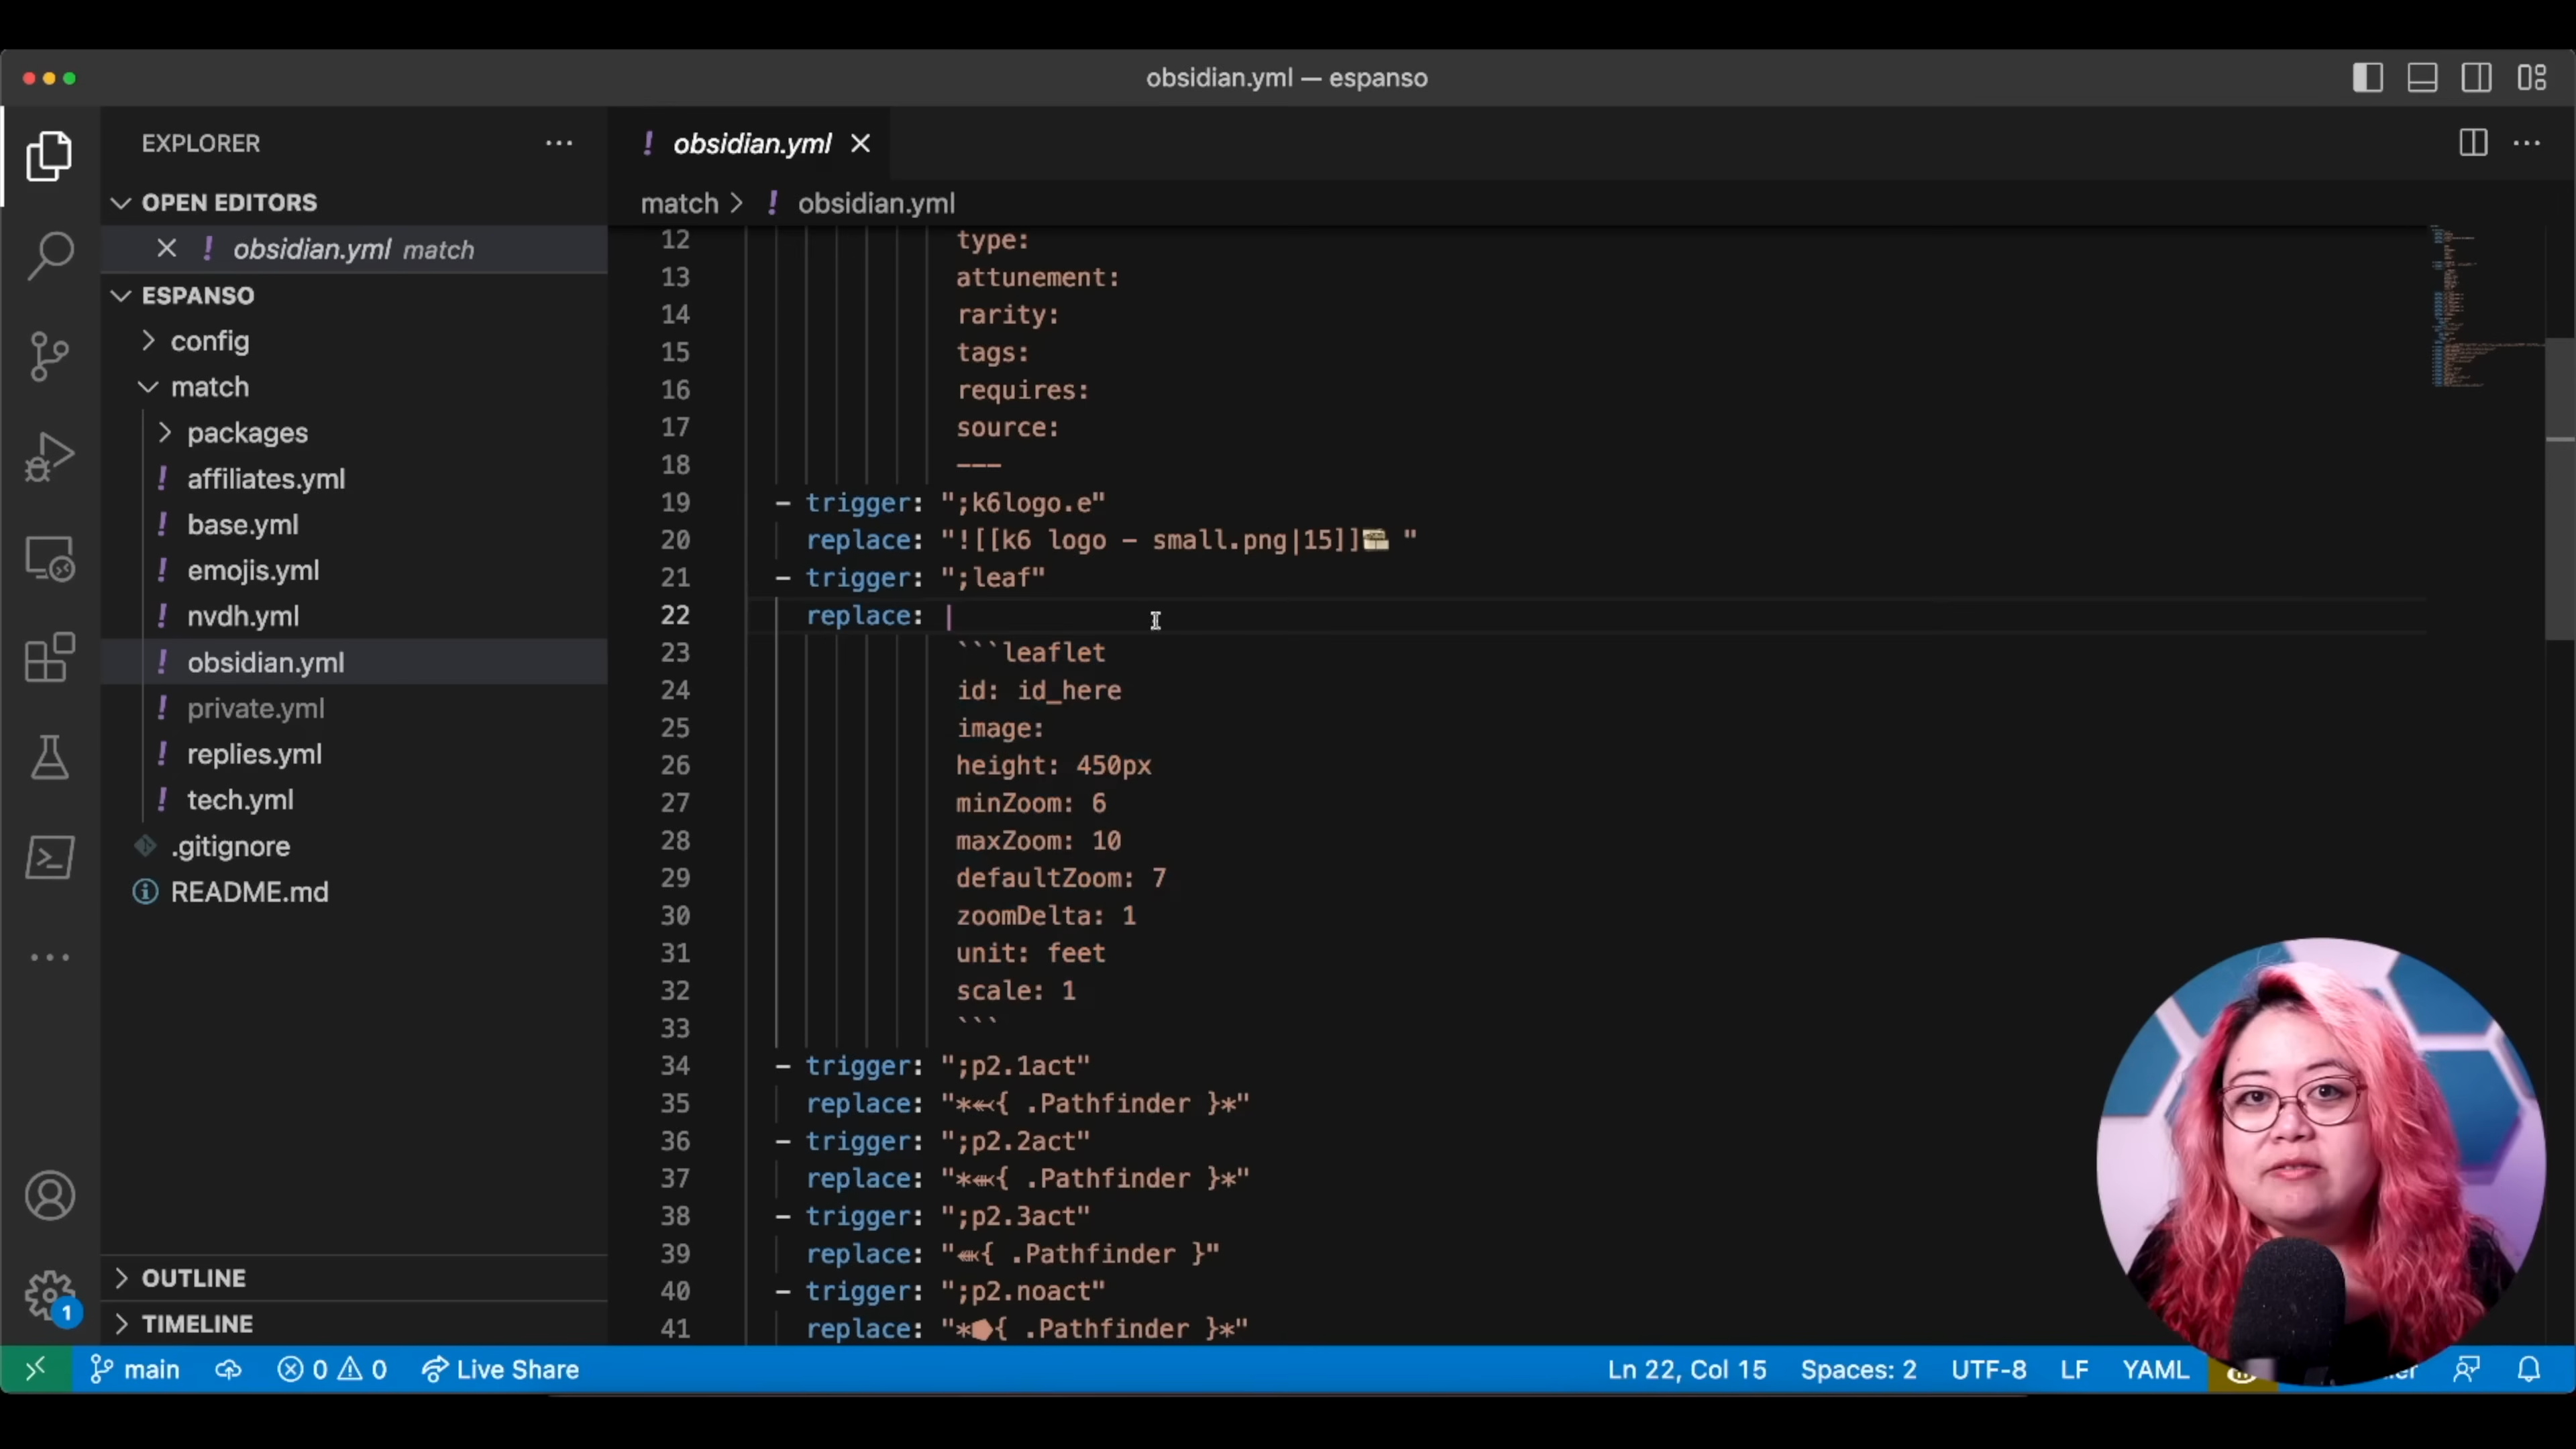 obsidian.yml — espanso
EXPLORER
OPEN EDITORS
obsidian.yml match
ESPANSO
config
match
packages
! affiliates.yml
! base.yml
! emojis.yml
! nvdh.yml
! obsidian.yml
! private.yml
! replies.yml
! tech.yml
.gitignore
README.md
OUTLINE
TIMELINE
! obsidian.yml
match > ! obsidian.yml
12 type:
13 attunement:
14 rarity:
15 tags:
16 requires:
17 source:
18 ---
19 - trigger: ";k6logo.e"
20 replace: "![[k6 logo - small.png|15]]🗃️ "
21 - trigger: ";leaf"
22 replace: |
23 ```leaflet
24 id: id_here
25 image:
26 height: 450px
27 minZoom: 6
28 maxZoom: 10
29 defaultZoom: 7
30 zoomDelta: 1
31 unit: feet
32 scale: 1
33 ```
34 - trigger: ";p2.1act"
35 replace: "*⬻{ .Pathfinder }*"
36 - trigger: ";p2.2act"
37 replace: "*⬺{ .Pathfinder }*"
38 - trigger: ";p2.3act"
39 replace: "⬽{ .Pathfinder }"
40 - trigger: ";p2.noact"
41 replace: "*⬟{ .Pathfinder }*"
1
main 0 0 Live Share Ln 22, Col 15 Spaces: 2 UTF-8 LF YAML